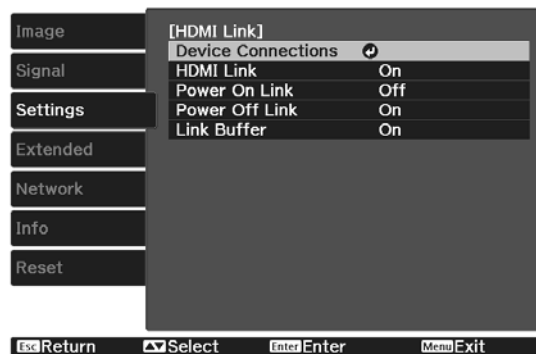 Image
Signal
Settings
Extended
Network
Info
Reset
[HDMI Link]
Device Connections
HDMI Link On
Power On Link Off
Power Off Link On
Link Buffer On
Esc Return Select Enter Enter Menu Exit